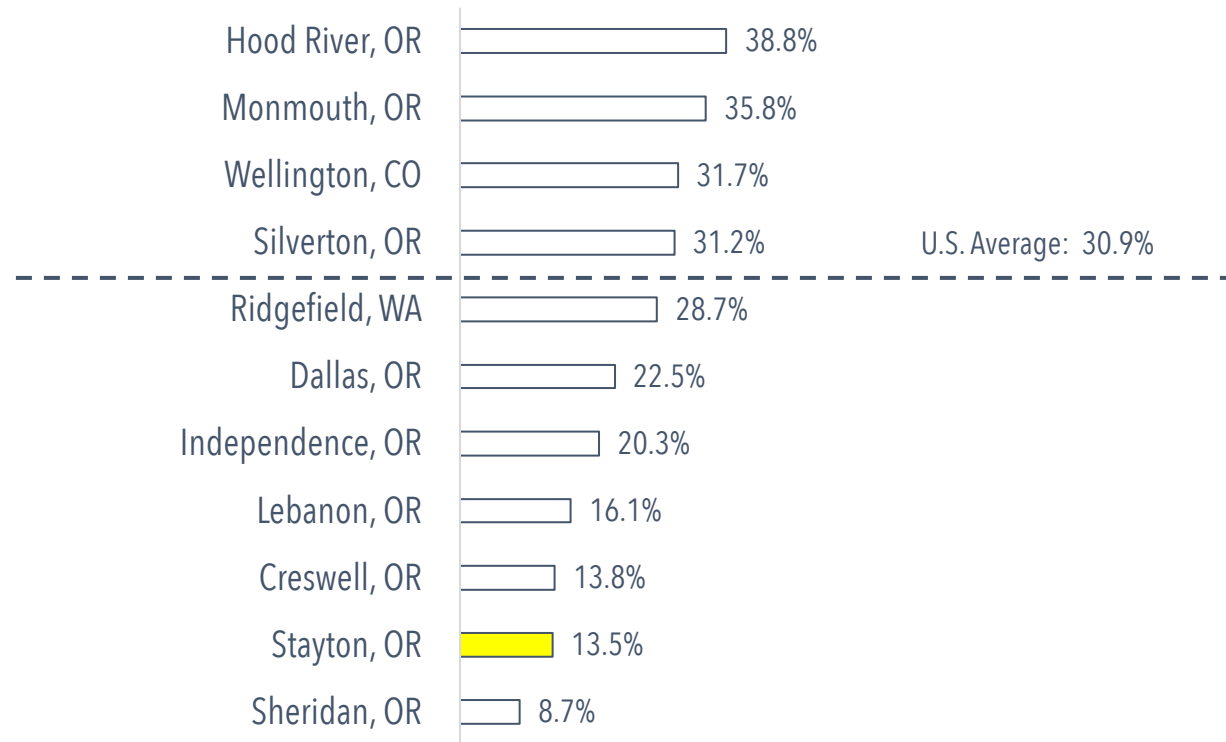 Hood River, OR 38.8%
Monmouth, OR 35.8%
Wellington, CO 31.7%
Silverton, OR 31.2% U.S. Average: 30.9%
Ridgefield, WA 28.7%
Dallas, OR 22.5%
Independence, OR 20.3%
Lebanon, OR 16.1%
Creswell, OR 13.8%
Stayton, OR 13.5%
Sheridan, OR 8.7%